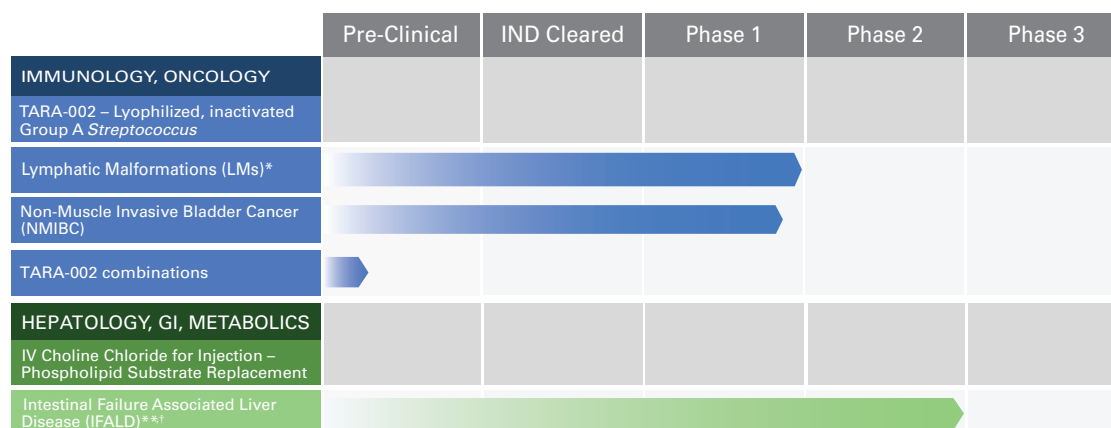 Pre-Clinical IND Cleared Phase 1 Phase 2 Phase 3
IMMUNOLOGY, ONCOLOGY
TARA-002 – Lyophilized, inactivated
Group A Streptococcus
Lymphatic Malformations (LMs)*
Non-Muscle Invasive Bladder Cancer
(NMIBC)
TARA-002 combinations
HEPATOLOGY, GI, METABOLICS
IV Choline Chloride for Injection –
Phospholipid Substrate Replacement
Intestinal Failure Associated Liver
Disease (IFALD)**,†